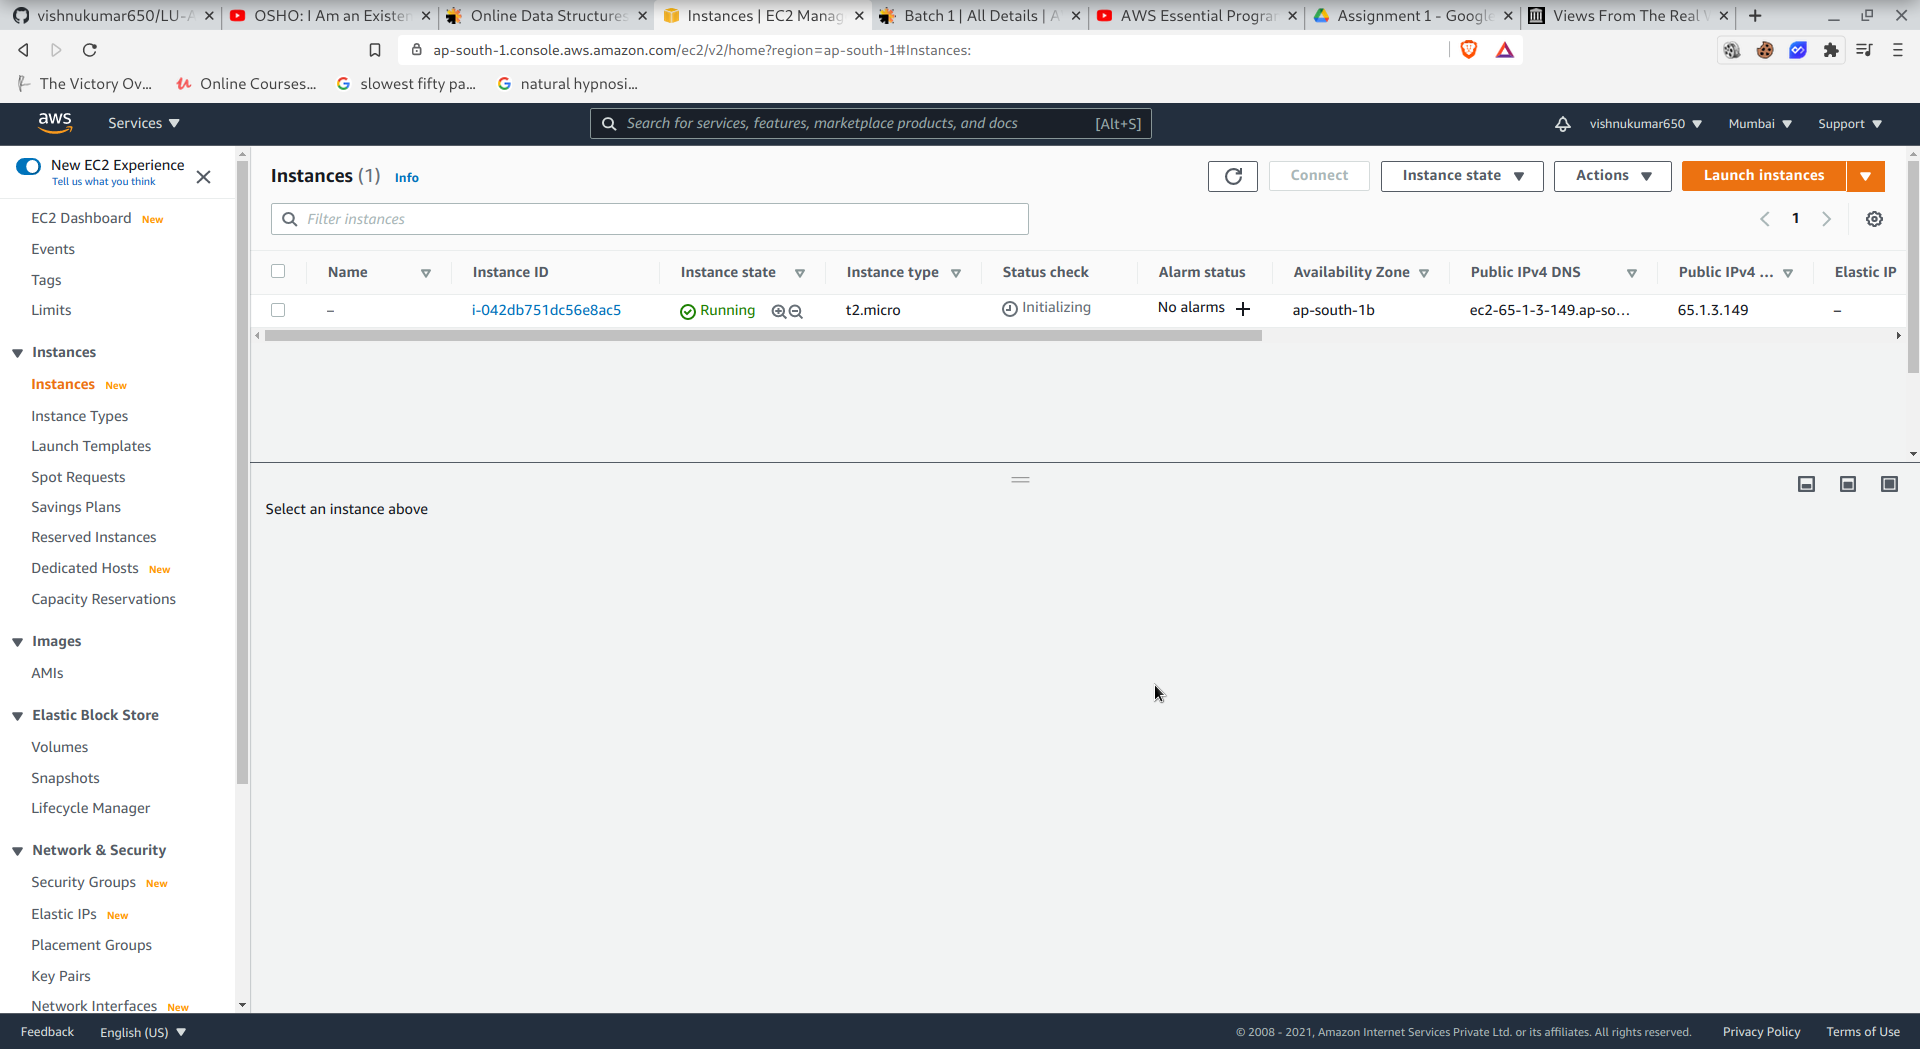 vishnukumar650/LU-A
OSHO: I Am an Existen
Online Data Structures
Instances | EC2 Manag
Batch 1 | All Details | A
AWS Essential Progra
Assignment 1 - Google
Views From The Real W
ap-south-1.console.aws.amazon.com/ec2/v2/home?region=ap-south-1#Instances:
The Victory Ov...
Online Courses...
slowest fifty pa...
natural hypnosi...
aws
Services
Search for services, features, marketplace products, and docs
[Alt+S]
vishnukumar650
Mumbai
Support
New EC2 Experience
Tell us what you think
EC2 Dashboard New
Events
Tags
Limits
Instances
Instances New
Instance Types
Launch Templates
Spot Requests
Savings Plans
Reserved Instances
Dedicated Hosts New
Capacity Reservations
Images
AMIs
Elastic Block Store
Volumes
Snapshots
Lifecycle Manager
Network & Security
Security Groups New
Elastic IPs New
Placement Groups
Key Pairs
Network Interfaces New
Instances (1) Info
Connect
Instance state
Actions
Launch instances
Filter instances
1
Name Instance ID Instance state Instance type Status check Alarm status Availability Zone Public IPv4 DNS Public IPv4 ... Elastic IP
– i-042db751dc56e8ac5 Running t2.micro Initializing No alarms + ap-south-1b ec2-65-1-3-149.ap-so... 65.1.3.149 –
Select an instance above
Feedback
English (US)
© 2008 - 2021, Amazon Internet Services Private Ltd. or its affiliates. All rights reserved.
Privacy Policy
Terms of Use